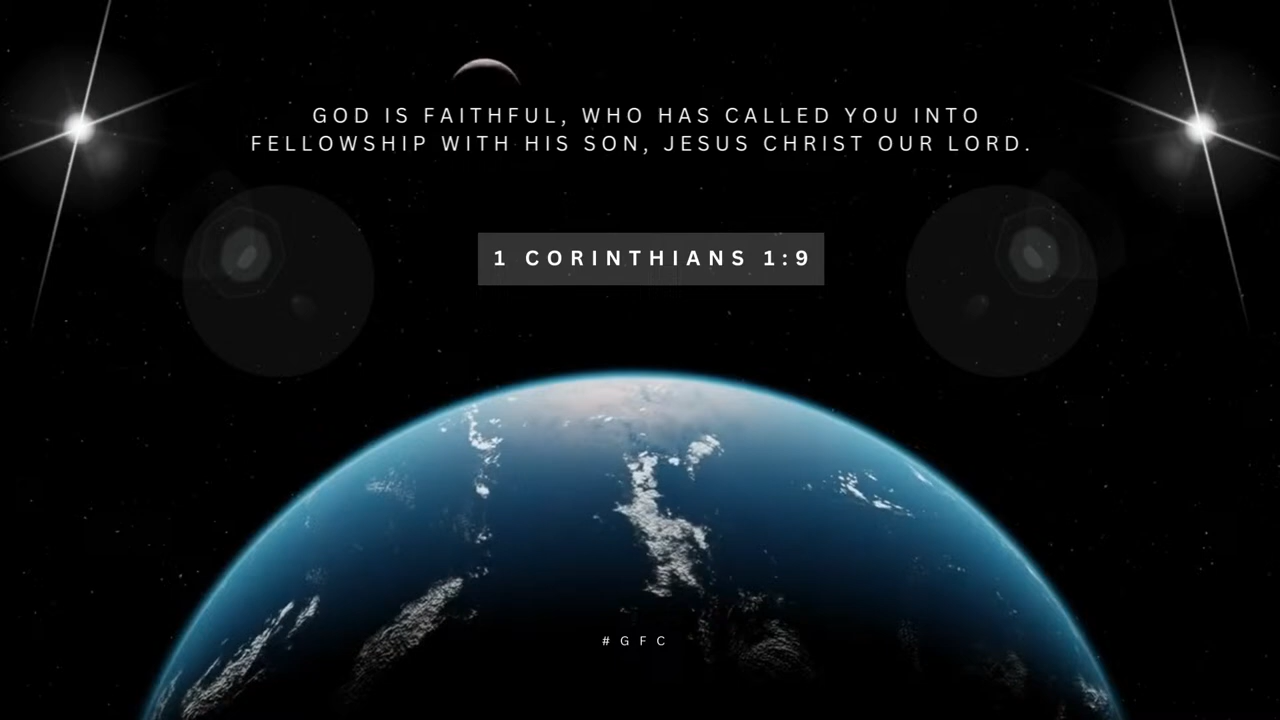 GOD IS FAITHFUL, WHO HAS CALLED YOU INTO
FELLOWSHIP WITH HIS SON, JESUS CHRIST OUR LORD.
1 CORINTHIANS 1:9
#GFC